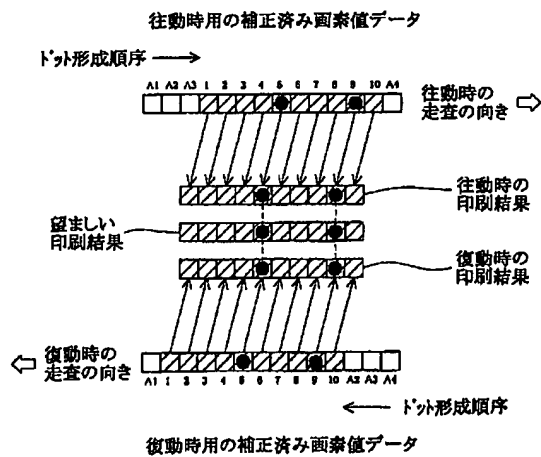 往動時用の補正済み画素値データ
ドット形成順序
A1 A2 A3 1 2 3 4 5 6 7 8 9 10 A4
往動時の
走査の向き
往動時の
印刷結果
望ましい
印刷結果
復動時の
印刷結果
復動時の
走査の向き
A1 1 2 3 4 5 6 7 8 9 10 A2 A3 A4
ドット形成順序
復動時用の補正済み画素値データ